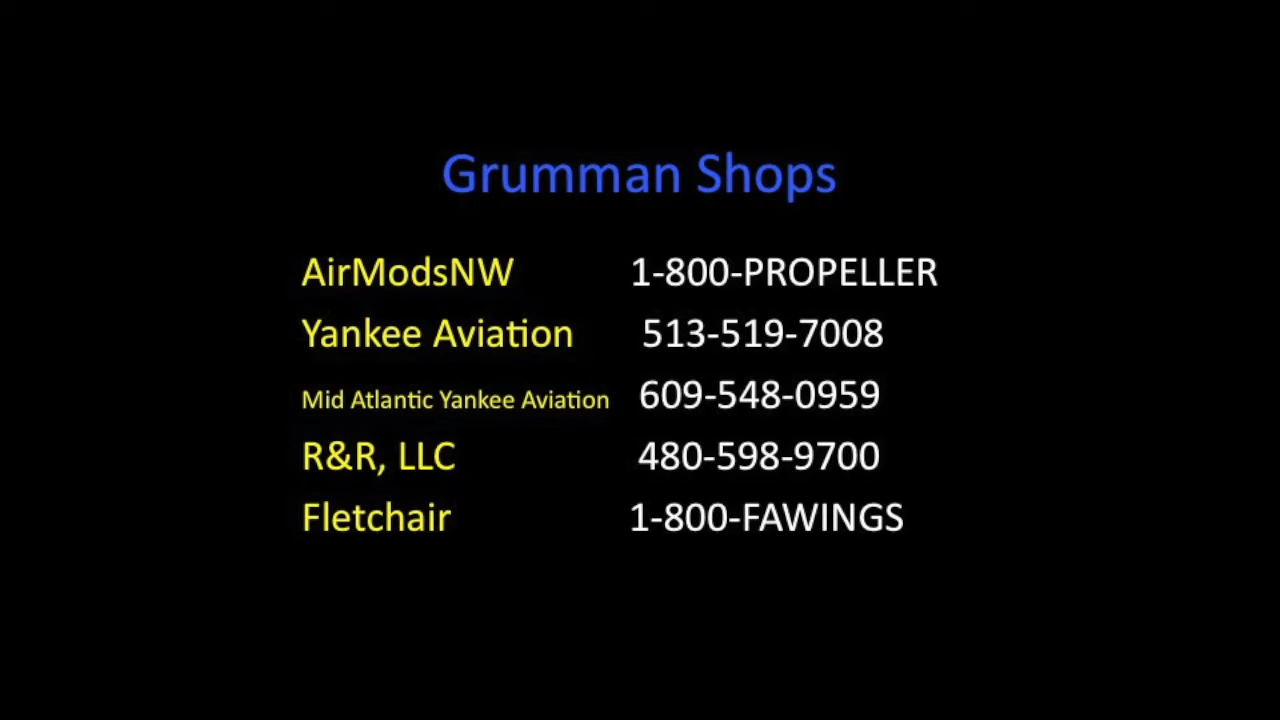 Grumman Shops
AirModsNW 1-800-PROPELLER
Yankee Aviation 513-519-7008
Mid Atlantic Yankee Aviation 609-548-0959
R&R, LLC 480-598-9700
Fletchair 1-800-FAWINGS